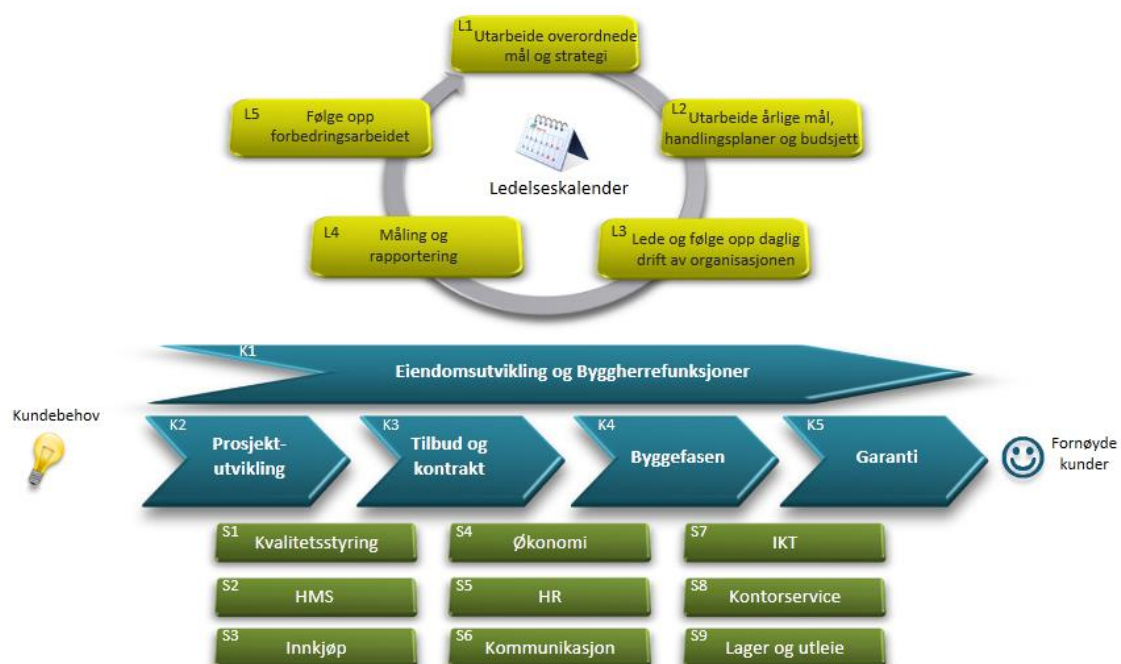 L1
Utarbeide overordnede
mål og strategi
L5
Følge opp
forbedringsarbeidet
L2
Utarbeide årlige mål,
handlingsplaner og budsjett
Ledelseskalender
L4
Måling og
rapportering
L3
Lede og følge opp daglig
drift av organisasjonen
K1
Eiendomsutvikling og Byggherrefunksjoner
Kundebehov
K2
Prosjekt-
utvikling
K3
Tilbud og
kontrakt
K4
Byggefasen
K5
Garanti
Fornøyde
kunder
S1
Kvalitetsstyring
S4
Økonomi
S7
IKT
S2
HMS
S5
HR
S8
Kontorservice
S3
Innkjøp
S6
Kommunikasjon
S9
Lager og utleie